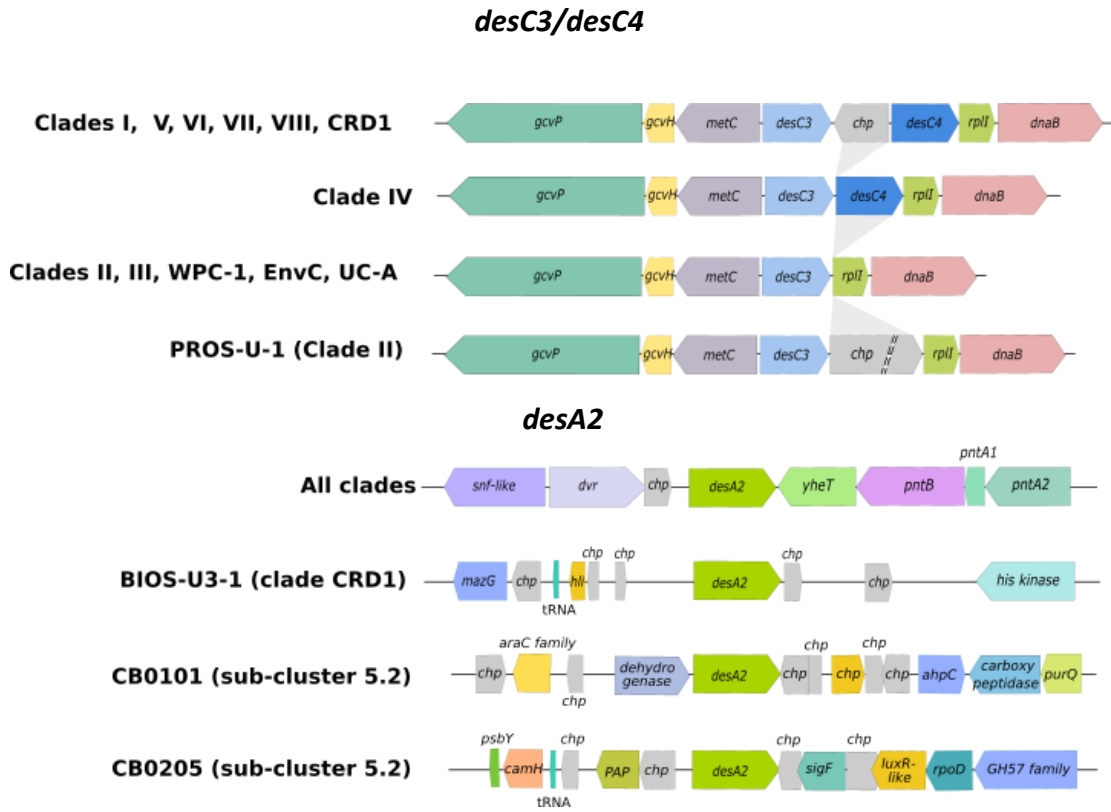 desC3/desC4
Clades I, V, VI, VII, VIII, CRD1
gcvP gcvH metC desC3 chp desC4 rplI dnaB
Clade IV
gcvP gcvH metC desC3 desC4 rplI dnaB
Clades II, III, WPC-1, EnvC, UC-A
gcvP gcvH metC desC3 rplI dnaB
PROS-U-1 (Clade II)
gcvP gcvH metC desC3 chp // // rplI dnaB
desA2
pntA1
All clades
snf-like dvr chp desA2 yheT pntB pntA2
chp chp chp
BIOS-U3-1 (clade CRD1)
mazG chp hli desA2 chp his kinase
tRNA
araC family chp chp
CB0101 (sub-cluster 5.2)
chp dehydro genase desA2 chp chp chp ahpC carboxy peptidase purQ
chp
psbY chp chp chp
CB0205 (sub-cluster 5.2)
camH PAP chp desA2 sigF luxR-like rpoD GH57 family
tRNA